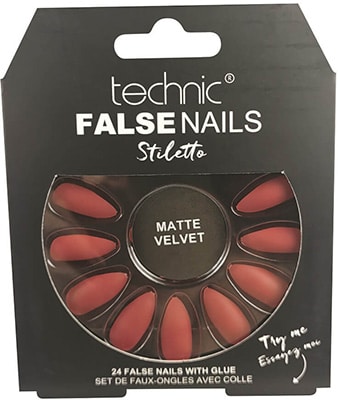 technic®
FALSE NAILS
Stiletto
MATTE
VELVET
Try me
Essayez moi
24 FALSE NAILS WITH GLUE
SET DE FAUX-ONGLES AVEC COLLE